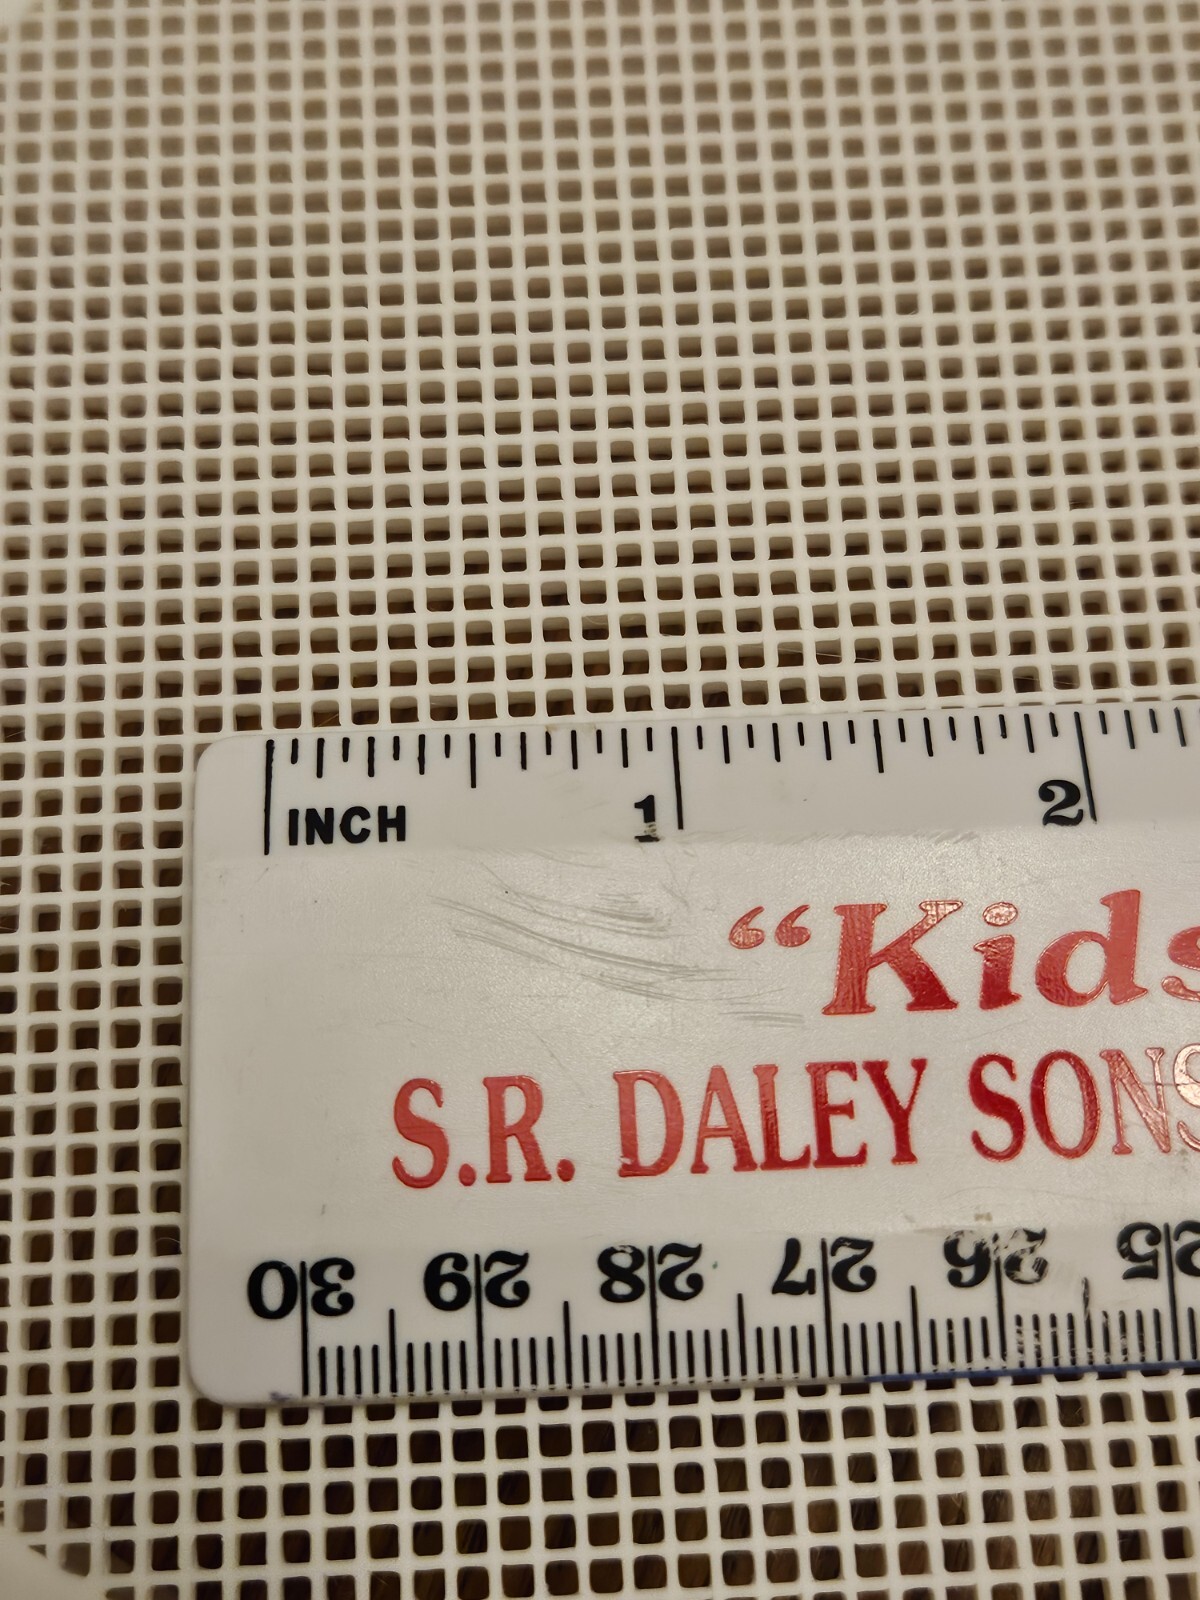 INCH 1 2
“Kids
S.R. DALEY SONS
30 29 28 27 26 25